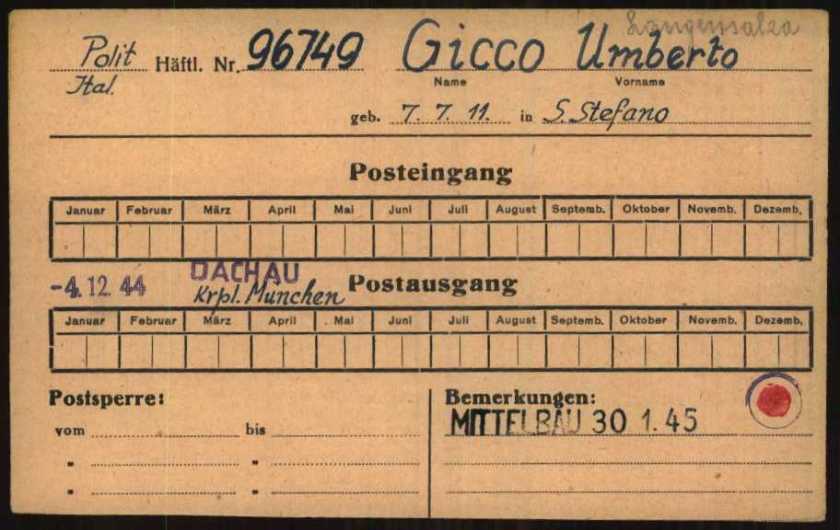 Langensalza
Polit Häftl. Nr. 96749 Gicco Umberto
Ital. Name Vorname
geb. 7. 7. 11. in S. Stefano
Posteingang
Januar Februar März April Mai Juni Juli August Septemb. Oktober Novemb. Dezemb.
-4. 12. 44 DACHAU
Krpl. München Postausgang
Januar Februar März April Mai Juni Juli August Septemb. Oktober Novemb. Dezemb.
Postsperre: Bemerkungen:
MITTELBAU 30 1. 45
vom bis
" "
" "